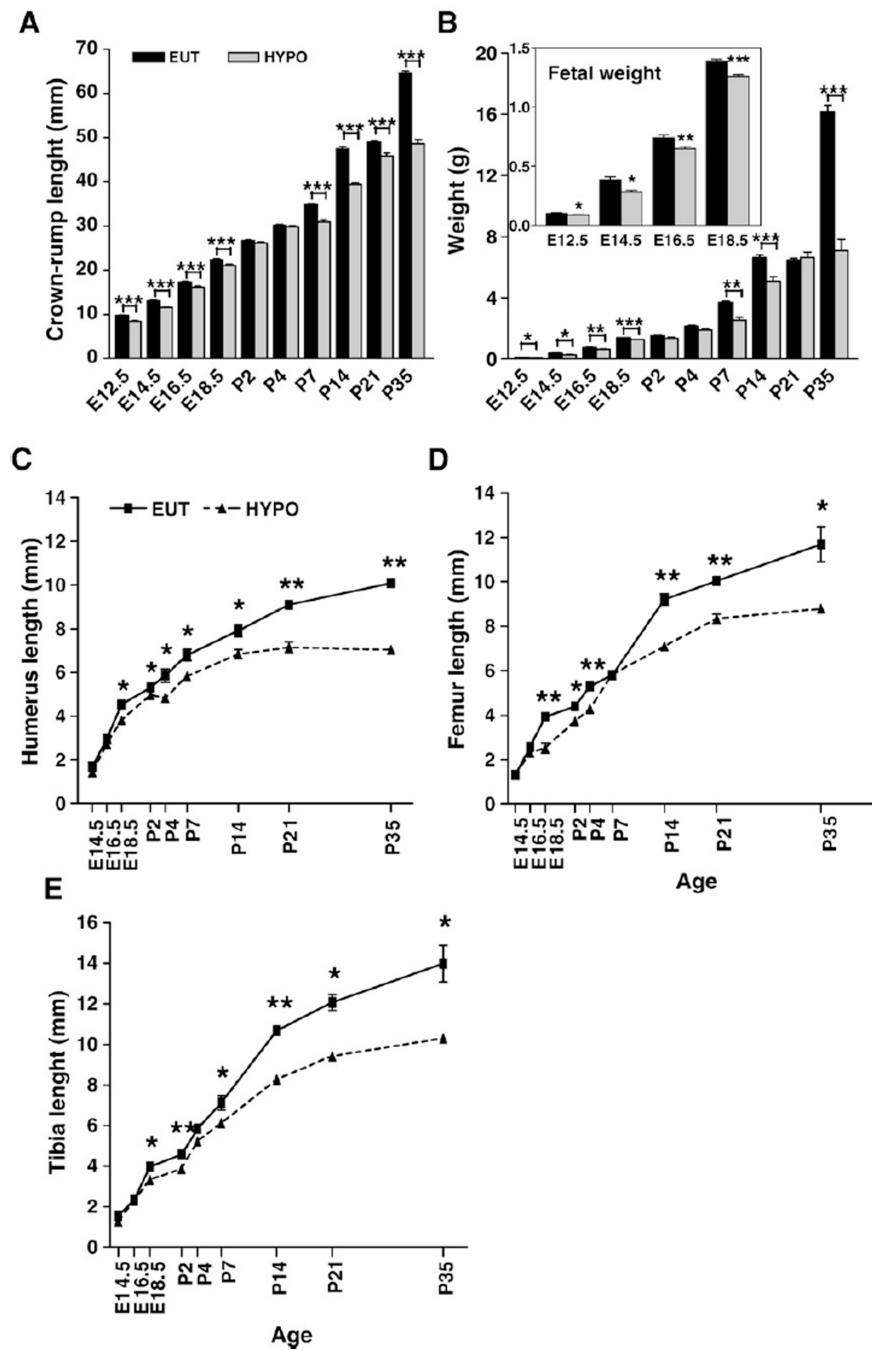 A
Crown-rump lenght (mm)
EUT HYPO
70
60
50
40
30
20
10
0
*** *** *** *** *** *** *** ***
E12.5 E14.5 E16.5 E18.5 P2 P4 P7 P14 P21 P35
B
Weight (g)
20
16
12
8
4
0
* * ** *** ** *** ***
E12.5 E14.5 E16.5 E18.5 P2 P4 P7 P14 P21 P35
Fetal weight
1.5
1.0
0.5
0.0
* * ** ***
E12.5 E14.5 E16.5 E18.5
C
Humerus length (mm)
EUT HYPO
14
12
10
8
6
4
2
0
* * * * * ** **
E14.5 E16.5 E18.5 P2 P4 P7 P14 P21 P35
D
Femur length (mm)
14
12
10
8
6
4
2
0
** * ** ** ** *
E14.5 E16.5 E18.5 P2 P4 P7 P14 P21 P35
Age
E
Tibia lenght (mm)
16
14
12
10
8
6
4
2
0
* ** * ** * *
E14.5 E16.5 E18.5 P2 P4 P7 P14 P21 P35
Age